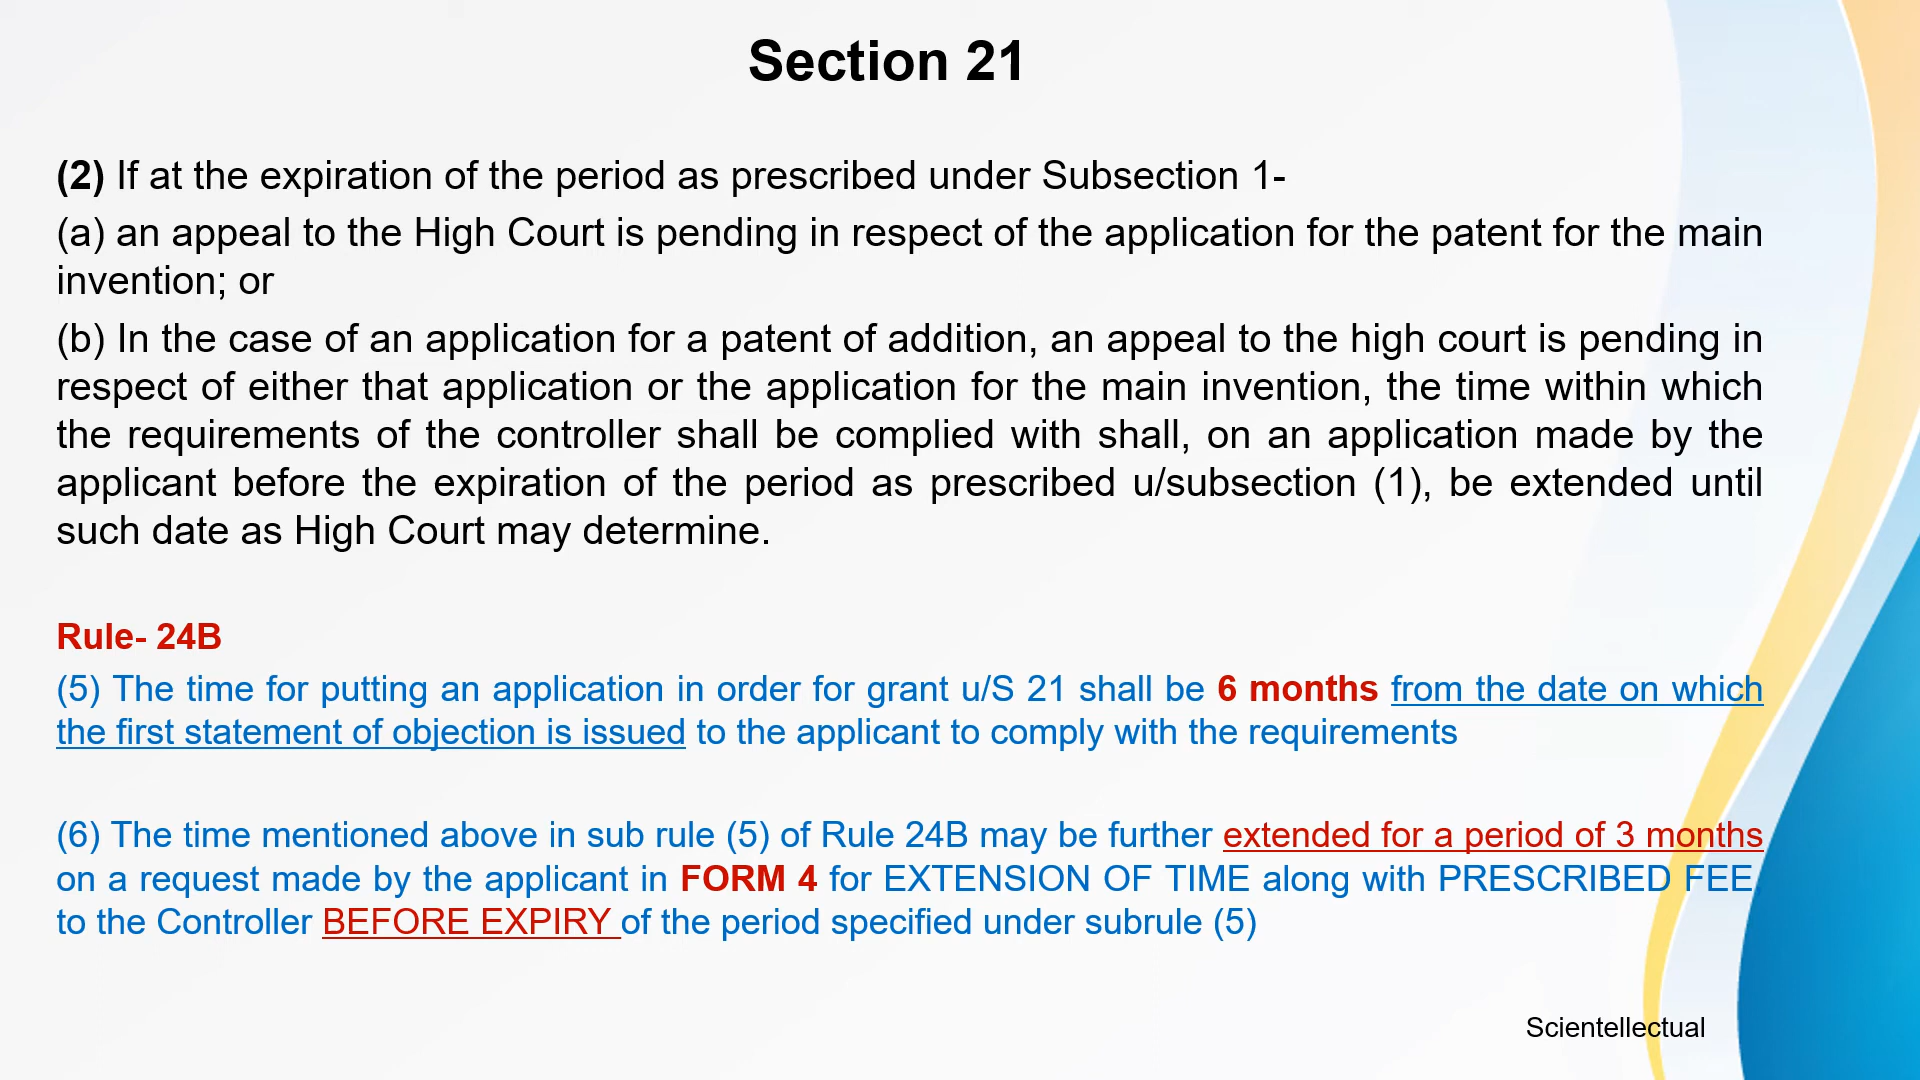 Section 21
(2) If at the expiration of the period as prescribed under Subsection 1-
(a) an appeal to the High Court is pending in respect of the application for the patent for the main
invention; or
(b) In the case of an application for a patent of addition, an appeal to the high court is pending in
respect of either that application or the application for the main invention, the time within which
the requirements of the controller shall be complied with shall, on an application made by the
applicant before the expiration of the period as prescribed u/subsection (1), be extended until
such date as High Court may determine.
Rule- 24B
(5) The time for putting an application in order for grant u/S 21 shall be 6 months from the date on which
the first statement of objection is issued to the applicant to comply with the requirements
(6) The time mentioned above in sub rule (5) of Rule 24B may be further extended for a period of 3 months
on a request made by the applicant in FORM 4 for EXTENSION OF TIME along with PRESCRIBED FEE,
to the Controller BEFORE EXPIRY of the period specified under subrule (5)
Scientellectual